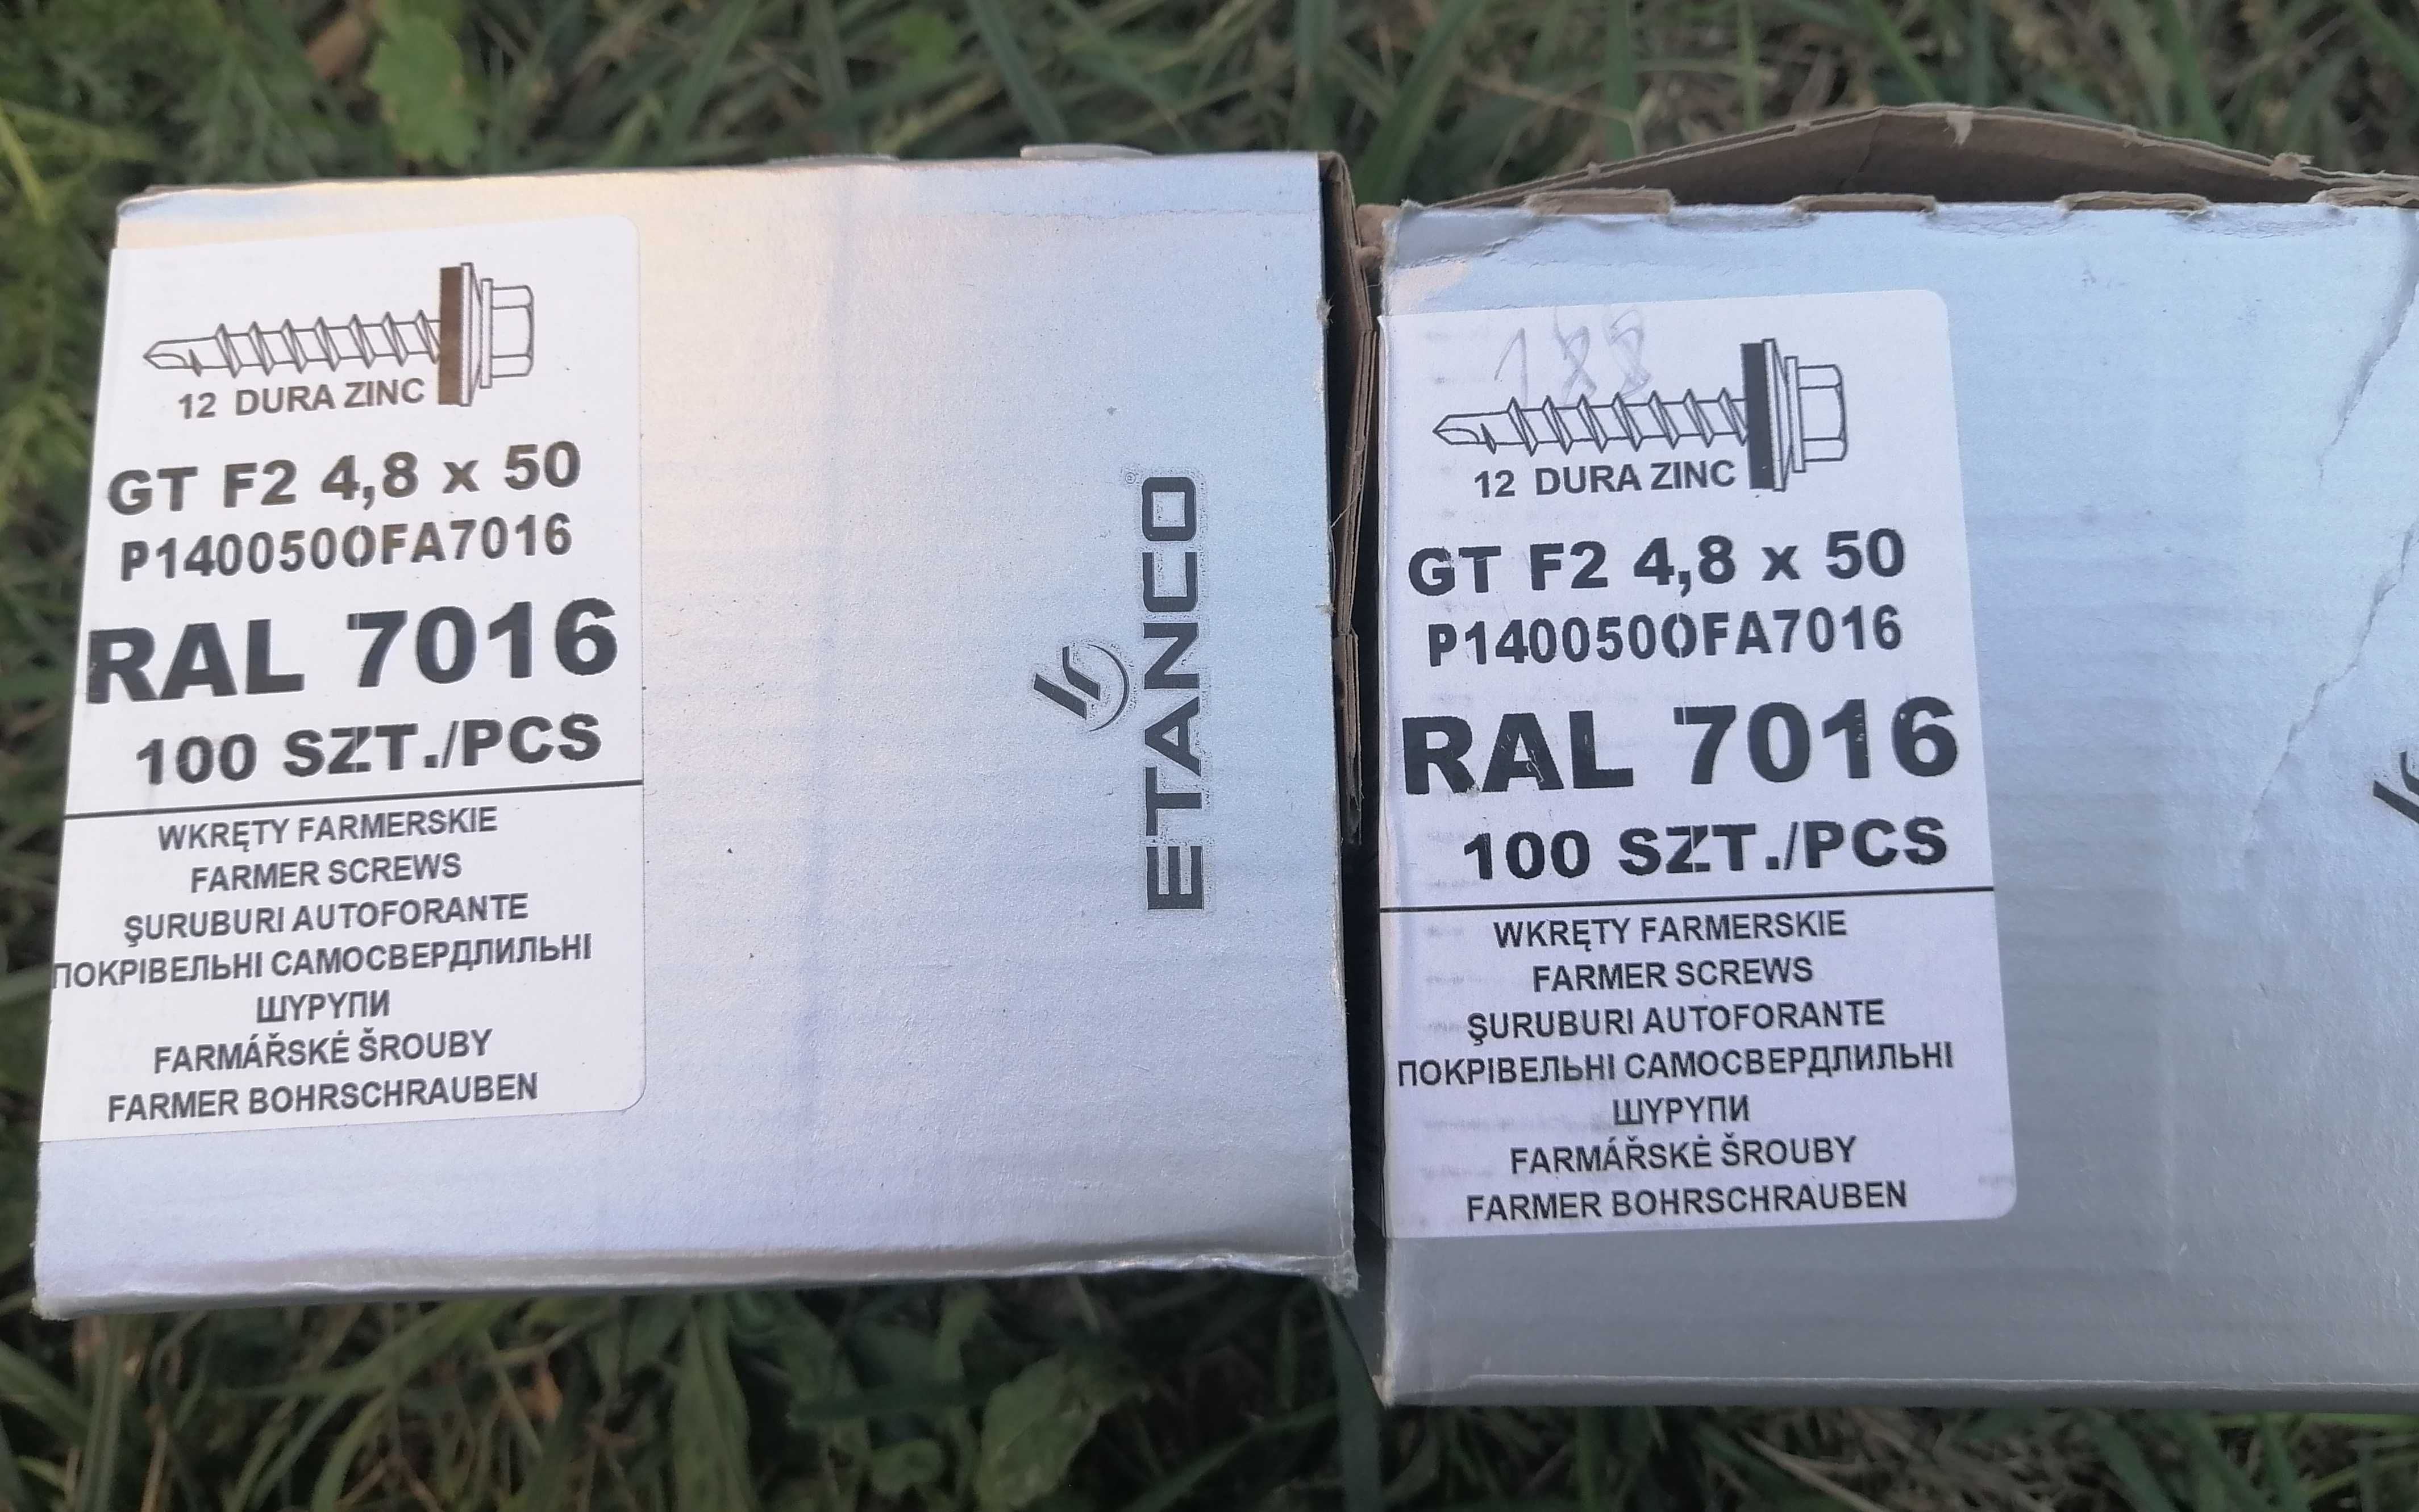 12 DURA ZINC
GT F2 4,8 x 50
P140050OFA7016
RAL 7016
100 SZT./PCS
WKRĘTY FARMERSKIE
FARMER SCREWS
ŞURUBURI AUTOFORANTE
ПОКРІВЕЛЬНІ САМОСВЕРДЛИЛЬНІ
ШУРУПИ
FARMÁŘSKĖ ŠROUBY
FARMER BOHRSCHRAUBEN
ETANCO®
12 DURA ZINC
GT F2 4,8 x 50
P140050OFA7016
RAL 7016
100 SZT./PCS
WKRĘTY FARMERSKIE
FARMER SCREWS
ŞURUBURI AUTOFORANTE
ПОКРІВЕЛЬНІ САМОСВЕРДЛИЛЬНІ
ШУРУПИ
FARMÁŘSKĖ ŠROUBY
FARMER BOHRSCHRAUBEN